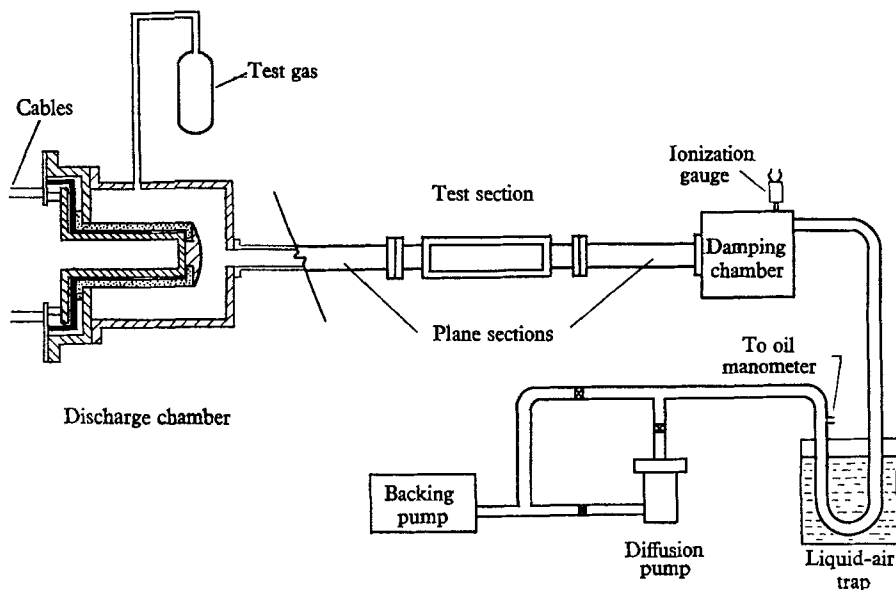 Test gas
Cables
Ionization
gauge
Test section
Damping
chamber
Plane sections
To oil
manometer
Discharge chamber
Backing
pump
Diffusion
pump
Liquid-air
trap